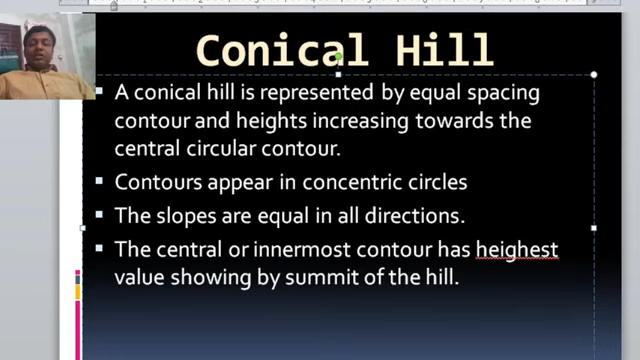 Conical Hill
A conical hill is represented by equal spacing
contour and heights increasing towards the
central circular contour.
Contours appear in concentric circles
The slopes are equal in all directions.
The central or innermost contour has heighest
value showing by summit of the hill.